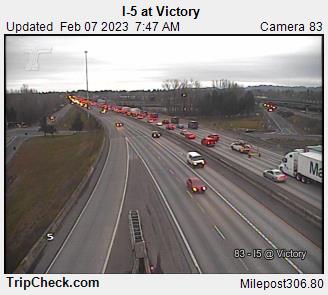 I-5 at Victory
Updated  Feb 07 2023  7:47 AM
Camera 83
S
83 - I5 @ Victory
TripCheck.com
Milepost306.80